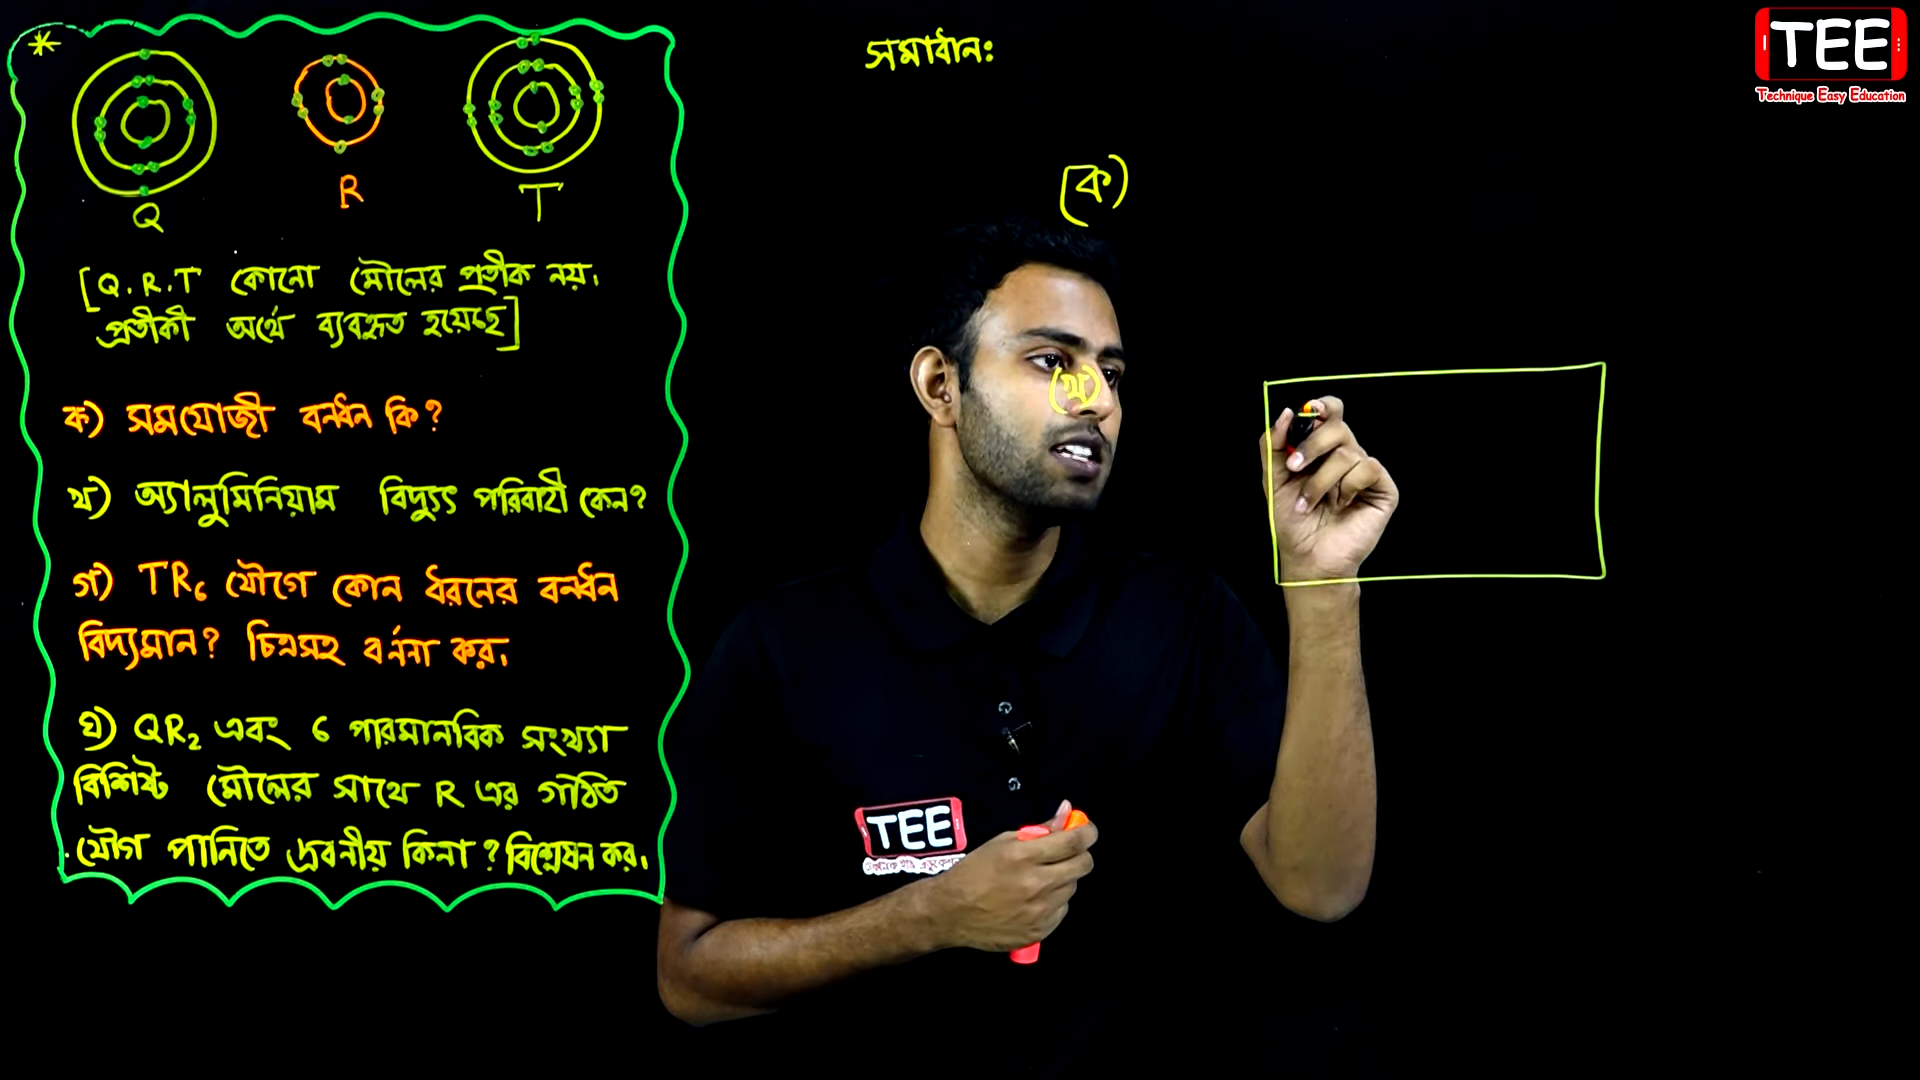 *
Q
R
T
[Q.R.T কোনো মৌলের প্রতীক নয়।
প্রতীকী অর্থে ব্যবহৃত হয়েছে]
ক) সমযোজী বন্ধন কি?
খ) অ্যালুমিনিয়াম বিদ্যুৎ পরিবাহী কেন?
গ) TR₆ যৌগে কোন ধরনের বন্ধন
বিদ্যমান? চিত্রসহ বর্ননা কর।
ঘ) QR₂ এবং 6 পারমানবিক সংখ্যা
বিশিষ্ট মৌলের সাথে R এর গঠিত
যৌগ পানিতে দ্রবনীয় কিনা? বিশ্লেষন কর।
সমাধান:
(ক)
(খ)
TEE
Technique Easy Education
TEE